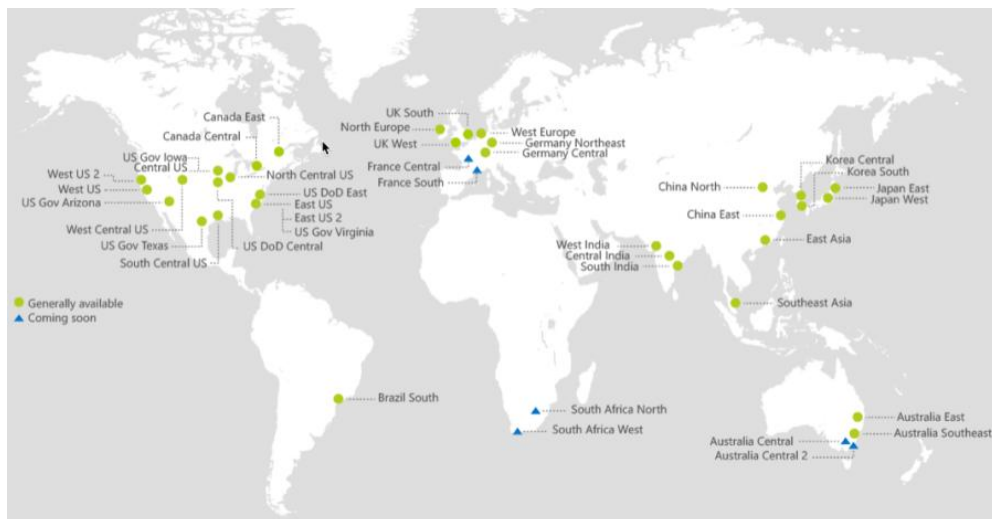 Canada East
Canada Central
US Gov Iowa
Central US
West US 2
West US
US Gov Arizona
West Central US
US Gov Texas
South Central US
North Central US
US DoD East
East US
East US 2
US Gov Virginia
US DoD Central
UK South
North Europe
UK West
West Europe
Germany Northeast
Germany Central
France Central
France South
Korea Central
Korea South
China North
Japan East
Japan West
China East
East Asia
West India
Central India
South India
Southeast Asia
Generally available
Coming soon
Brazil South
South Africa North
South Africa West
Australia East
Australia Southeast
Australia Central
Australia Central 2